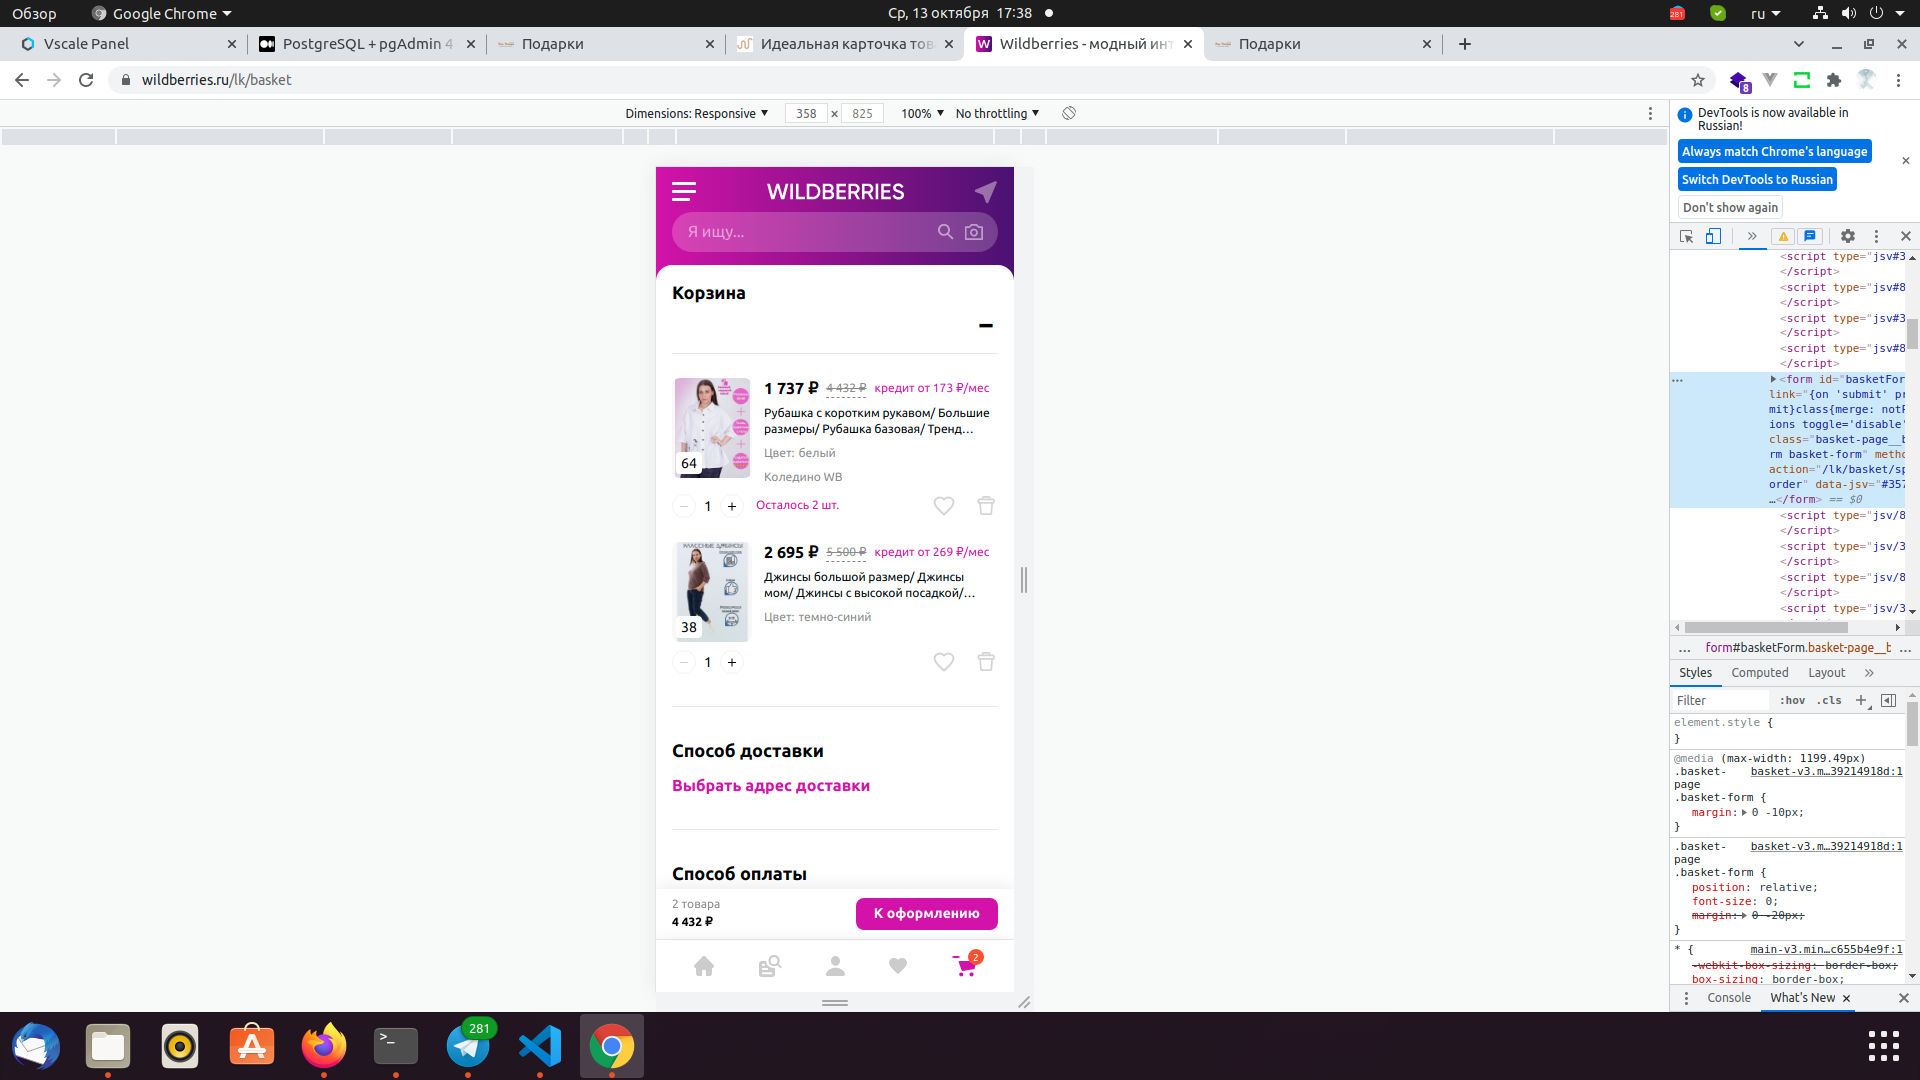 Обзор
Google Chrome
Ср, 13 октября 17:38
281
ru
Vscale Panel
PostgreSQL + pgAdmin 4
Подарки
Идеальная карточка тов
Wildberries - модный инт
Подарки
wildberries.ru/lk/basket
8
Dimensions: Responsive
358 × 825
100%
No throttling
DevTools is now available in
Russian!
Always match Chrome's language
Switch DevTools to Russian
Don't show again
WILDBERRIES
Я ищу...
Корзина
1 737 ₽ 4 432 ₽ кредит от 173 ₽/мес
Рубашка с коротким рукавом/ Большие
размеры/ Рубашка базовая/ Тренд…
Цвет: белый
Коледино WB
64
− 1 + Осталось 2 шт.
2 695 ₽ 5 500 ₽ кредит от 269 ₽/мес
Джинсы большой размер/ Джинсы
мом/ Джинсы с высокой посадкой/…
Цвет: темно-синий
38
− 1 +
Способ доставки
Выбрать адрес доставки
Способ оплаты
2 товара
4 432 ₽
К оформлению
2
<script type="jsv#3
</script>
<script type="jsv#8
</script>
<script type="jsv#3
</script>
<script type="jsv#8
</script>
<form id="basketFor
link="{on 'submit' pr
mit}class{merge: notF
ions toggle='disable'
class="basket-page__b
rm basket-form" metho
action="/lk/basket/sp
order" data-jsv="#357
…</form> == $0
<script type="jsv/8
</script>
<script type="jsv/3
</script>
<script type="jsv/8
</script>
<script type="jsv/3
... form#basketForm.basket-page__b ...
Styles Computed Layout
Filter :hov .cls
element.style {
}
@media (max-width: 1199.49px)
.basket- basket-v3.m…39214918d:1
page
.basket-form {
margin: 0 -10px;
}
.basket- basket-v3.m…39214918d:1
page
.basket-form {
position: relative;
font-size: 0;
margin: 0 -20px;
}
* { main-v3.min…c655b4e9f:1
-webkit-box-sizing: border-box;
box-sizing: border-box;
Console What's New
281